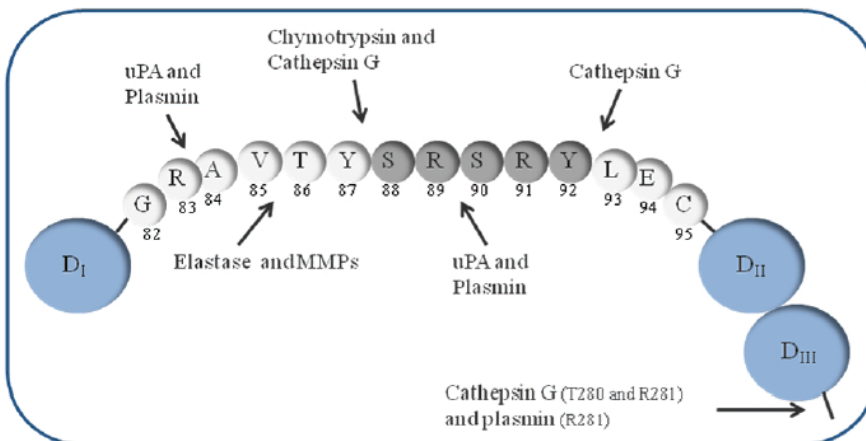 Chymotrypsin and
Cathepsin G
uPA and
Plasmin
Cathepsin G
G R A V T Y S R S R Y L E C
82 83 84 85 86 87 88 89 90 91 92 93 94 95
Elastase andMMPs
uPA and
Plasmin
DI
DII
DIII
Cathepsin G (T280 and R281)
and plasmin (R281)